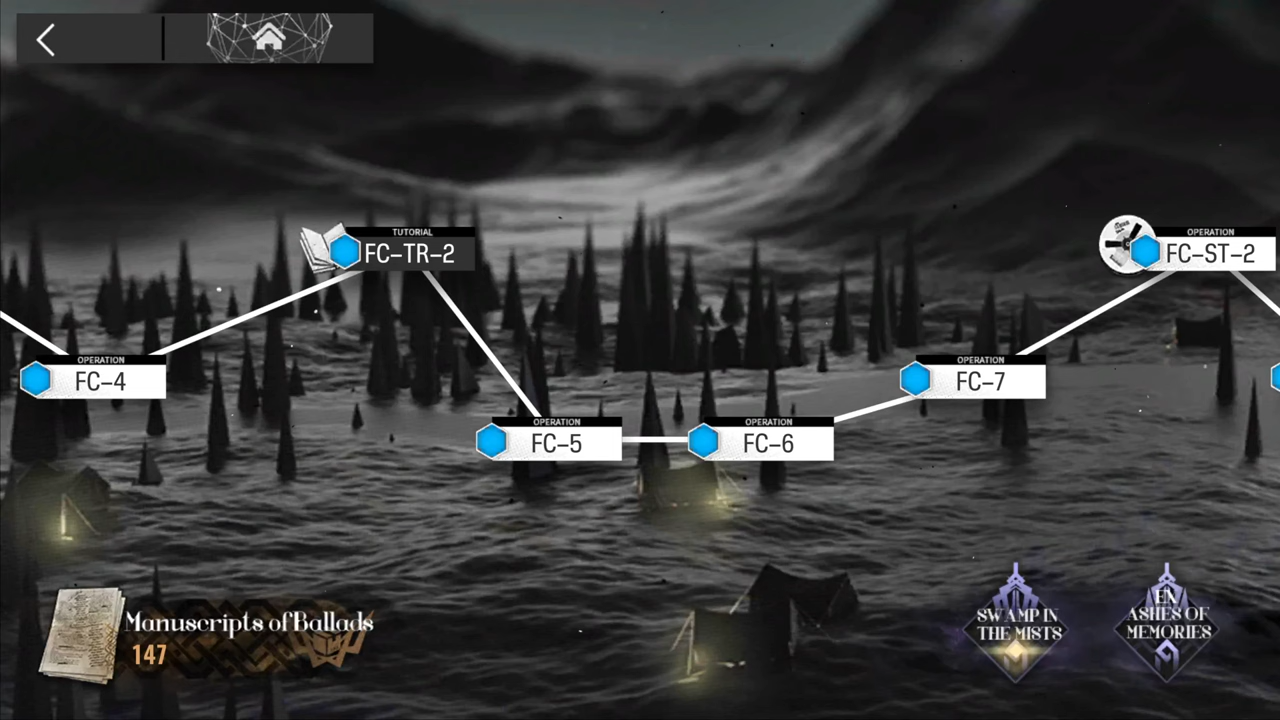 TUTORIAL
FC-TR-2
OPERATION
FC-ST-2
OPERATION
FC-4
OPERATION
FC-7
OPERATION
FC-5
OPERATION
FC-6
Manuscripts of Ballads
147
SWAMP IN
THE MISTS
EN
ASHES OF
MEMORIES